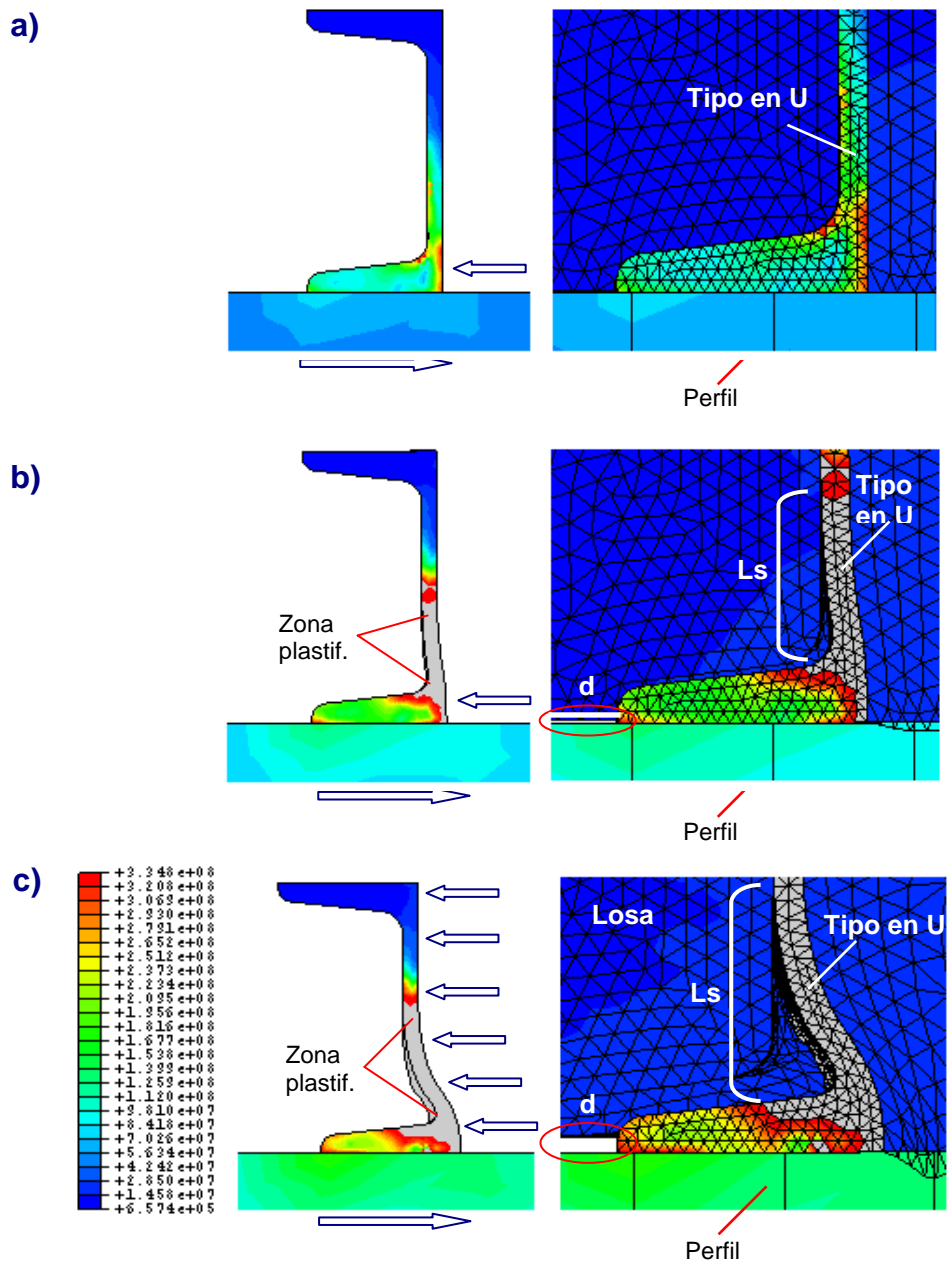 a)
Tipo en U
Perfil
b)
Zona
plastif.
Tipo
en U
Ls
d
Perfil
c)
+3.348e+08
+3.208e+08
+3.069e+08
+2.930e+08
+2.791e+08
+2.652e+08
+2.512e+08
+2.373e+08
+2.234e+08
+2.095e+08
+1.956e+08
+1.816e+08
+1.677e+08
+1.538e+08
+1.399e+08
+1.259e+08
+1.120e+08
+9.810e+07
+8.418e+07
+7.026e+07
+5.634e+07
+4.242e+07
+2.850e+07
+1.458e+07
+6.574e+05
Zona
plastif.
Losa
Tipo en U
Ls
d
Perfil